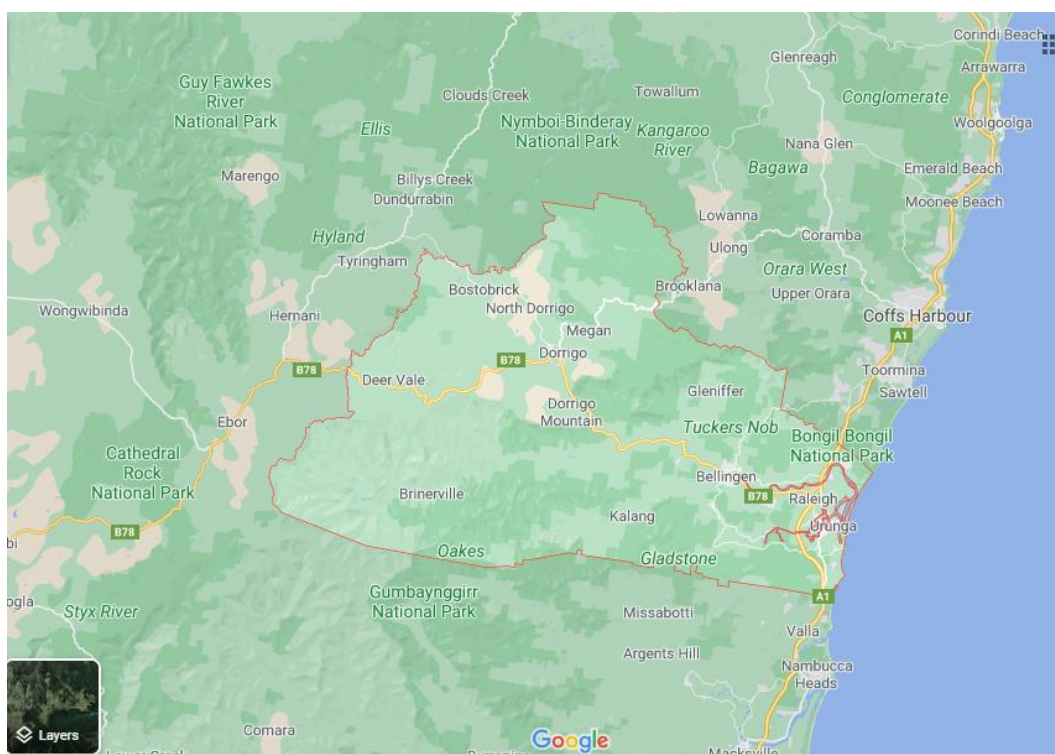 Corindi Beach
Glenreagh
Arrawarra
Guy Fawkes
River
National Park
Clouds Creek
Towallum
Conglomerate
Nymboi-Binderay
National Park
Kangaroo
River
Woolgoolga
Ellis
Nana Glen
Bagawa
Emerald Beach
Marengo
Billys Creek
Dundurrabin
Moonee Beach
Lowanna
Hyland
Ulong
Coramba
Tyringham
Orara West
Bostobrick
Brooklana
Upper Orara
Wongwibinda
North Dorrigo
Hernani
Megan
Coffs Harbour
A1
Dorrigo
B78
B78
Toormina
Deer Vale
Gleniffer
Sawtell
Dorrigo
Mountain
Ebor
Tuckers Nob
Bongil Bongil
National Park
Cathedral
Rock
National Park
Bellingen
Brinerville
B78
Raleigh
Kalang
Urunga
B78
bi
Oakes
Gladstone
Gumbaynggirr
National Park
A1
ogla
Styx River
Missabotti
Valla
Argents Hill
Nambucca
Heads
Layers
Comara
Google
Macksville